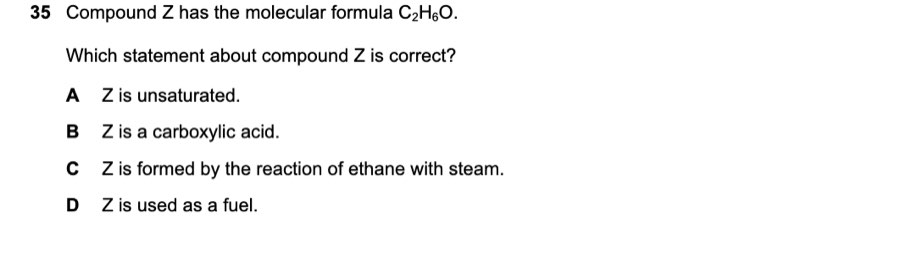 35 Compound Z has the molecular formula C₂H₆O.
Which statement about compound Z is correct?
A Z is unsaturated.
B Z is a carboxylic acid.
C Z is formed by the reaction of ethane with steam.
D Z is used as a fuel.